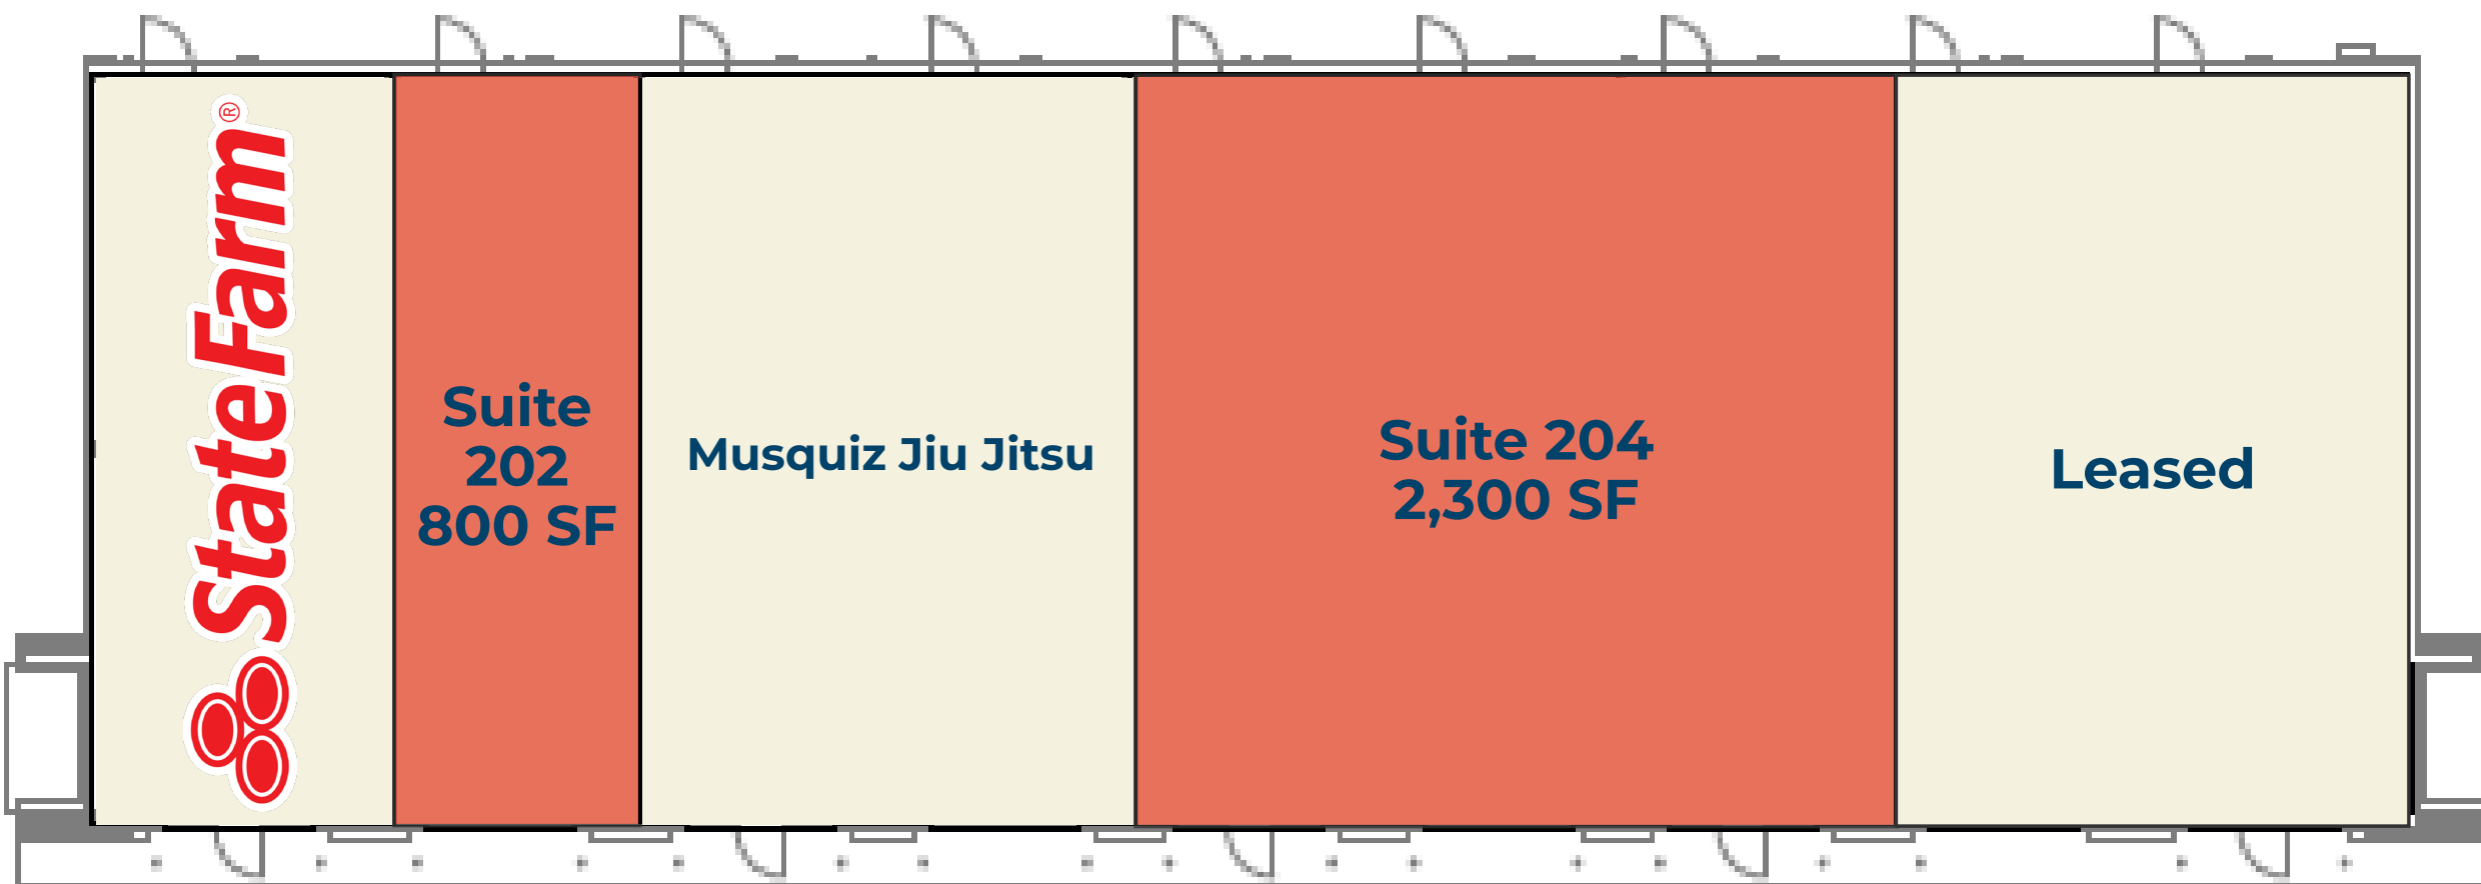 StateFarm®
Suite
202
800 SF
Musquiz Jiu Jitsu
Suite 204
2,300 SF
Leased